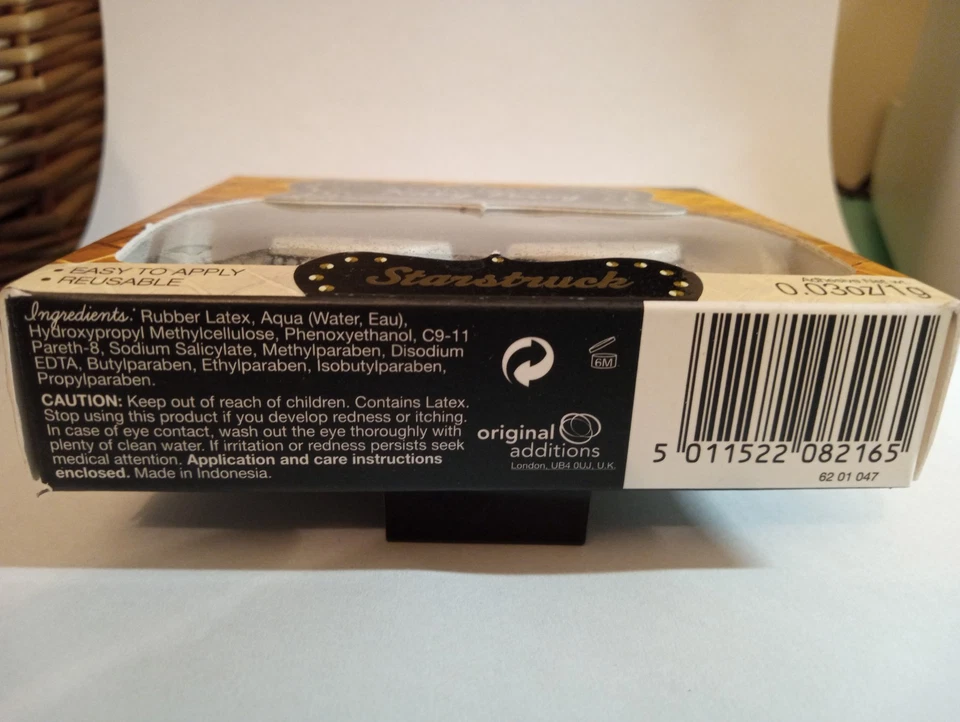 • EASY TO APPLY
• REUSABLE
Starstruck
Adhesive Net wt.
0.03oz/1g
Ingredients: Rubber Latex, Aqua (Water, Eau),
Hydroxypropyl Methylcellulose, Phenoxyethanol, C9-11
Pareth-8, Sodium Salicylate, Methylparaben, Disodium
EDTA, Butylparaben, Ethylparaben, Isobutylparaben,
Propylparaben.
CAUTION: Keep out of reach of children. Contains Latex.
Stop using this product if you develop redness or itching.
In case of eye contact, wash out the eye thoroughly with
plenty of clean water. If irritation or redness persists seek
medical attention. Application and care instructions
enclosed. Made in Indonesia.
6M
original
additions
London, UB4 0UJ, U.K.
5 011522 082165
62 01 047